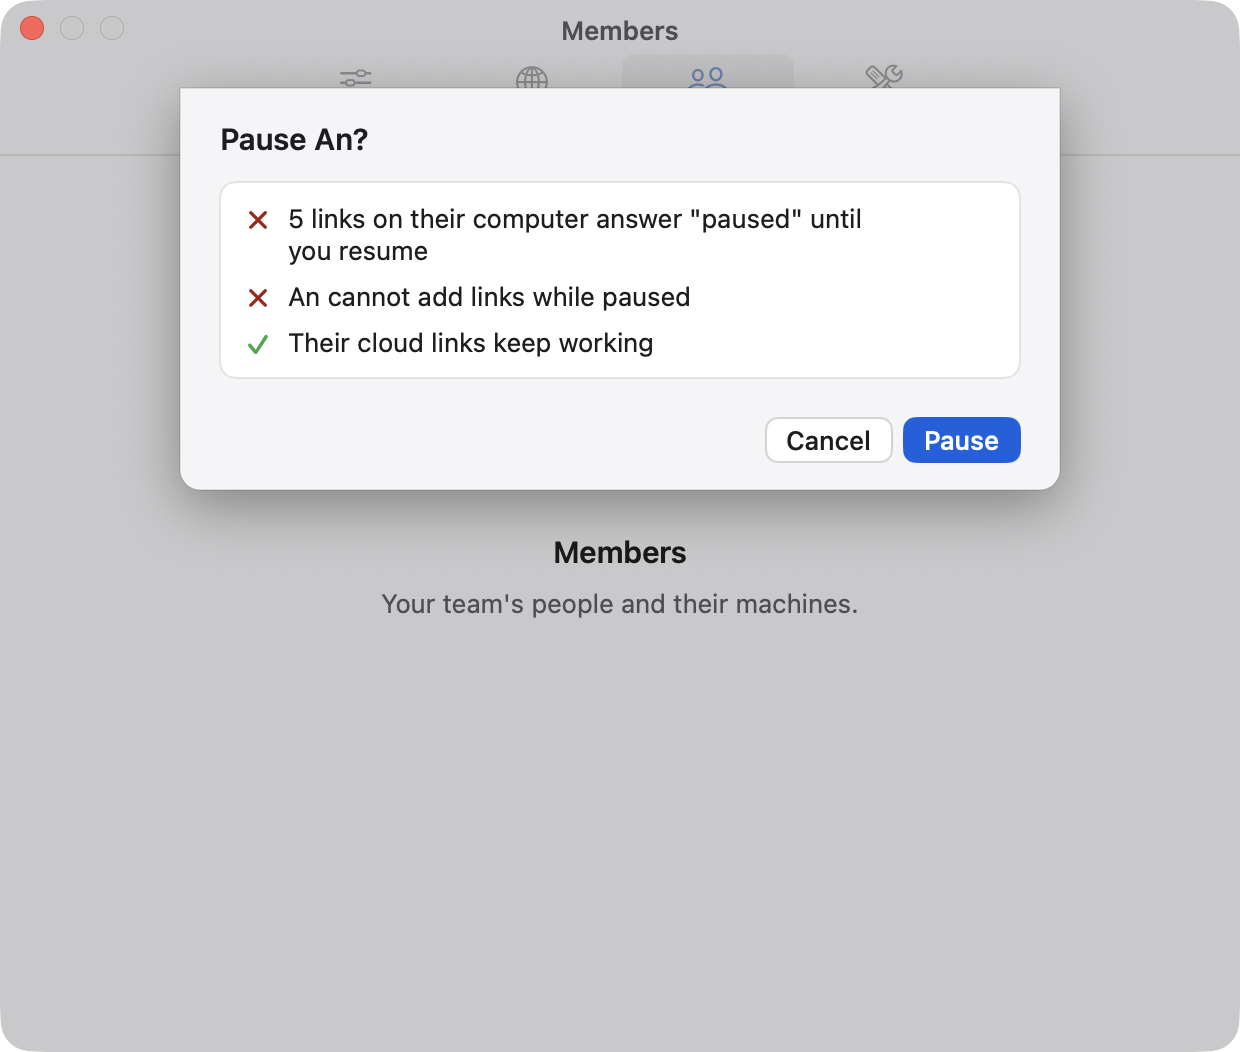 Members
Pause An?
5 links on their computer answer "paused" until
you resume
An cannot add links while paused
Their cloud links keep working
Cancel Pause
Members
Your team's people and their machines.